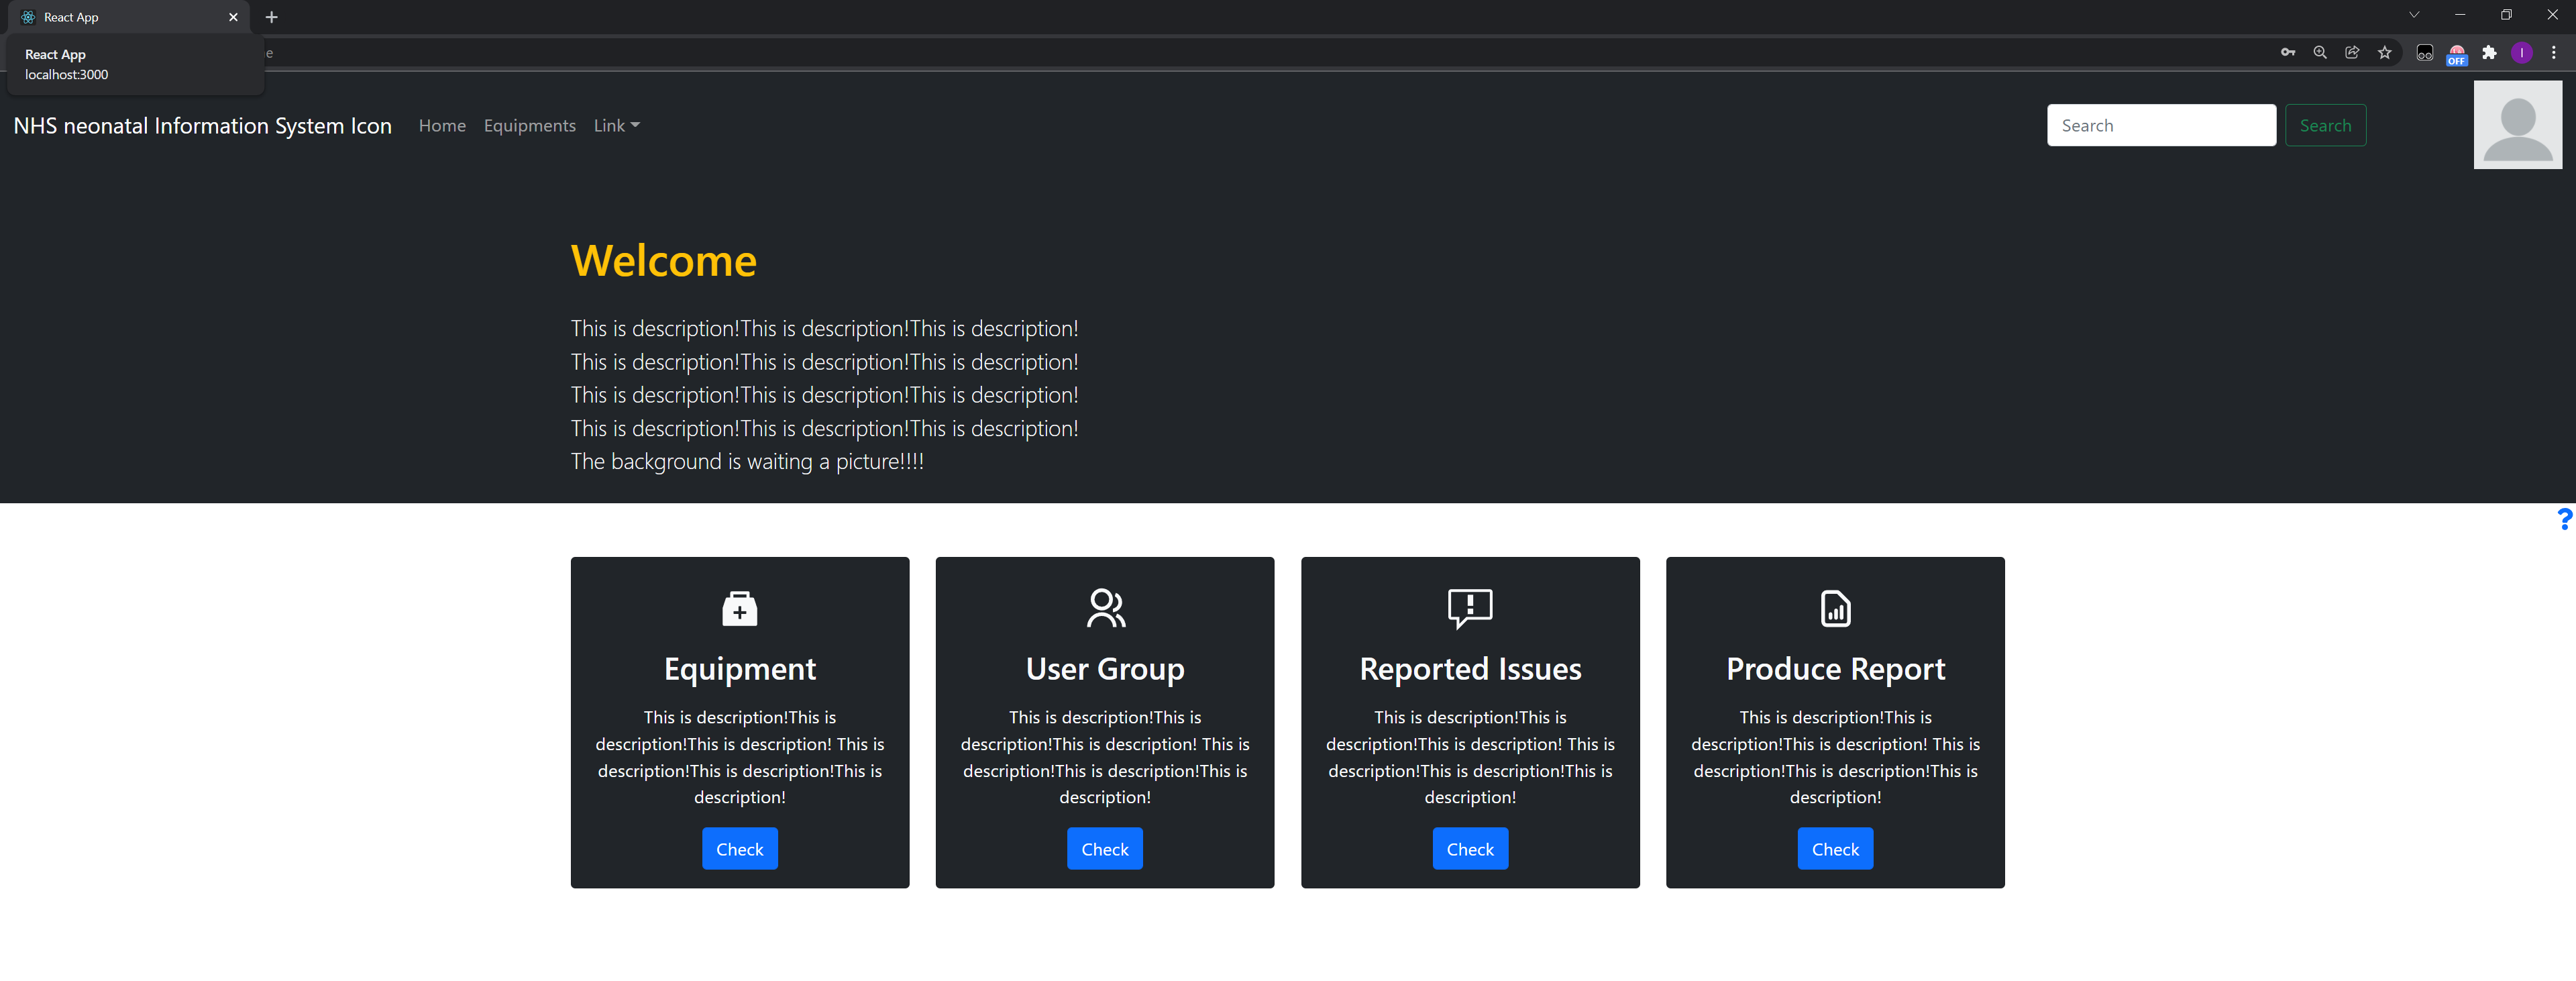 React App
React App
localhost:3000
e
I
OFF
NHS neonatal Information System Icon
Home
Equipments
Link
Search
Search
Welcome
This is description!This is description!This is description!
This is description!This is description!This is description!
This is description!This is description!This is description!
This is description!This is description!This is description!
The background is waiting a picture!!!!
?
Equipment
This is description!This is
description!This is description! This is
description!This is description!This is
description!
Check
User Group
This is description!This is
description!This is description! This is
description!This is description!This is
description!
Check
Reported Issues
This is description!This is
description!This is description! This is
description!This is description!This is
description!
Check
Produce Report
This is description!This is
description!This is description! This is
description!This is description!This is
description!
Check